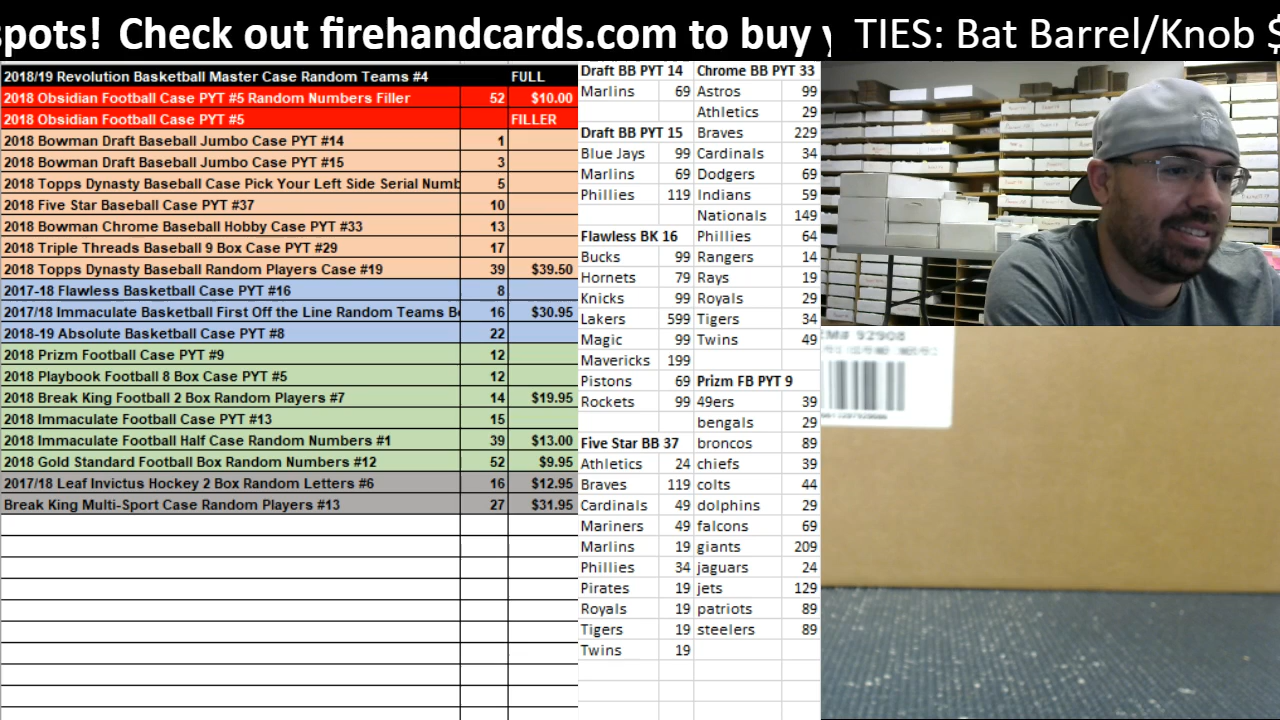 spots! Check out firehandcards.com to buy y
TIES: Bat Barrel/Knob $
2018/19 Revolution Basketball Master Case Random Teams #4 FULL
2018 Obsidian Football Case PYT #5 Random Numbers Filler 52 $10.00
2018 Obsidian Football Case PYT #5 FILLER
2018 Bowman Draft Baseball Jumbo Case PYT #14 1
2018 Bowman Draft Baseball Jumbo Case PYT #15 3
2018 Topps Dynasty Baseball Case Pick Your Left Side Serial Numb 5
2018 Five Star Baseball Case PYT #37 10
2018 Bowman Chrome Baseball Hobby Case PYT #33 13
2018 Triple Threads Baseball 9 Box Case PYT #29 17
2018 Topps Dynasty Baseball Random Players Case #19 39 $39.50
2017-18 Flawless Basketball Case PYT #16 8
2017/18 Immaculate Basketball First Off the Line Random Teams Bo 16 $30.95
2018-19 Absolute Basketball Case PYT #8 22
2018 Prizm Football Case PYT #9 12
2018 Playbook Football 8 Box Case PYT #5 12
2018 Break King Football 2 Box Random Players #7 14 $19.95
2018 Immaculate Football Case PYT #13 15
2018 Immaculate Football Half Case Random Numbers #1 39 $13.00
2018 Gold Standard Football Box Random Numbers #12 52 $9.95
2017/18 Leaf Invictus Hockey 2 Box Random Letters #6 16 $12.95
Break King Multi-Sport Case Random Players #13 27 $31.95
Draft BB PYT 14
Marlins 69
Draft BB PYT 15
Blue Jays 99
Marlins 69
Phillies 119
Flawless BK 16
Bucks 99
Hornets 79
Knicks 99
Lakers 599
Magic 99
Mavericks 199
Pistons 69
Rockets 99
Five Star BB 37
Athletics 24
Braves 119
Cardinals 49
Mariners 49
Marlins 19
Phillies 34
Pirates 19
Royals 19
Tigers 19
Twins 19
Chrome BB PYT 33
Astros 99
Athletics 29
Braves 229
Cardinals 34
Dodgers 69
Indians 59
Nationals 149
Phillies 64
Rangers 14
Rays 19
Royals 29
Tigers 34
Twins 49
Prizm FB PYT 9
49ers 39
bengals 29
broncos 89
chiefs 39
colts 44
dolphins 29
falcons 69
giants 209
jaguars 24
jets 129
patriots 89
steelers 89
92908